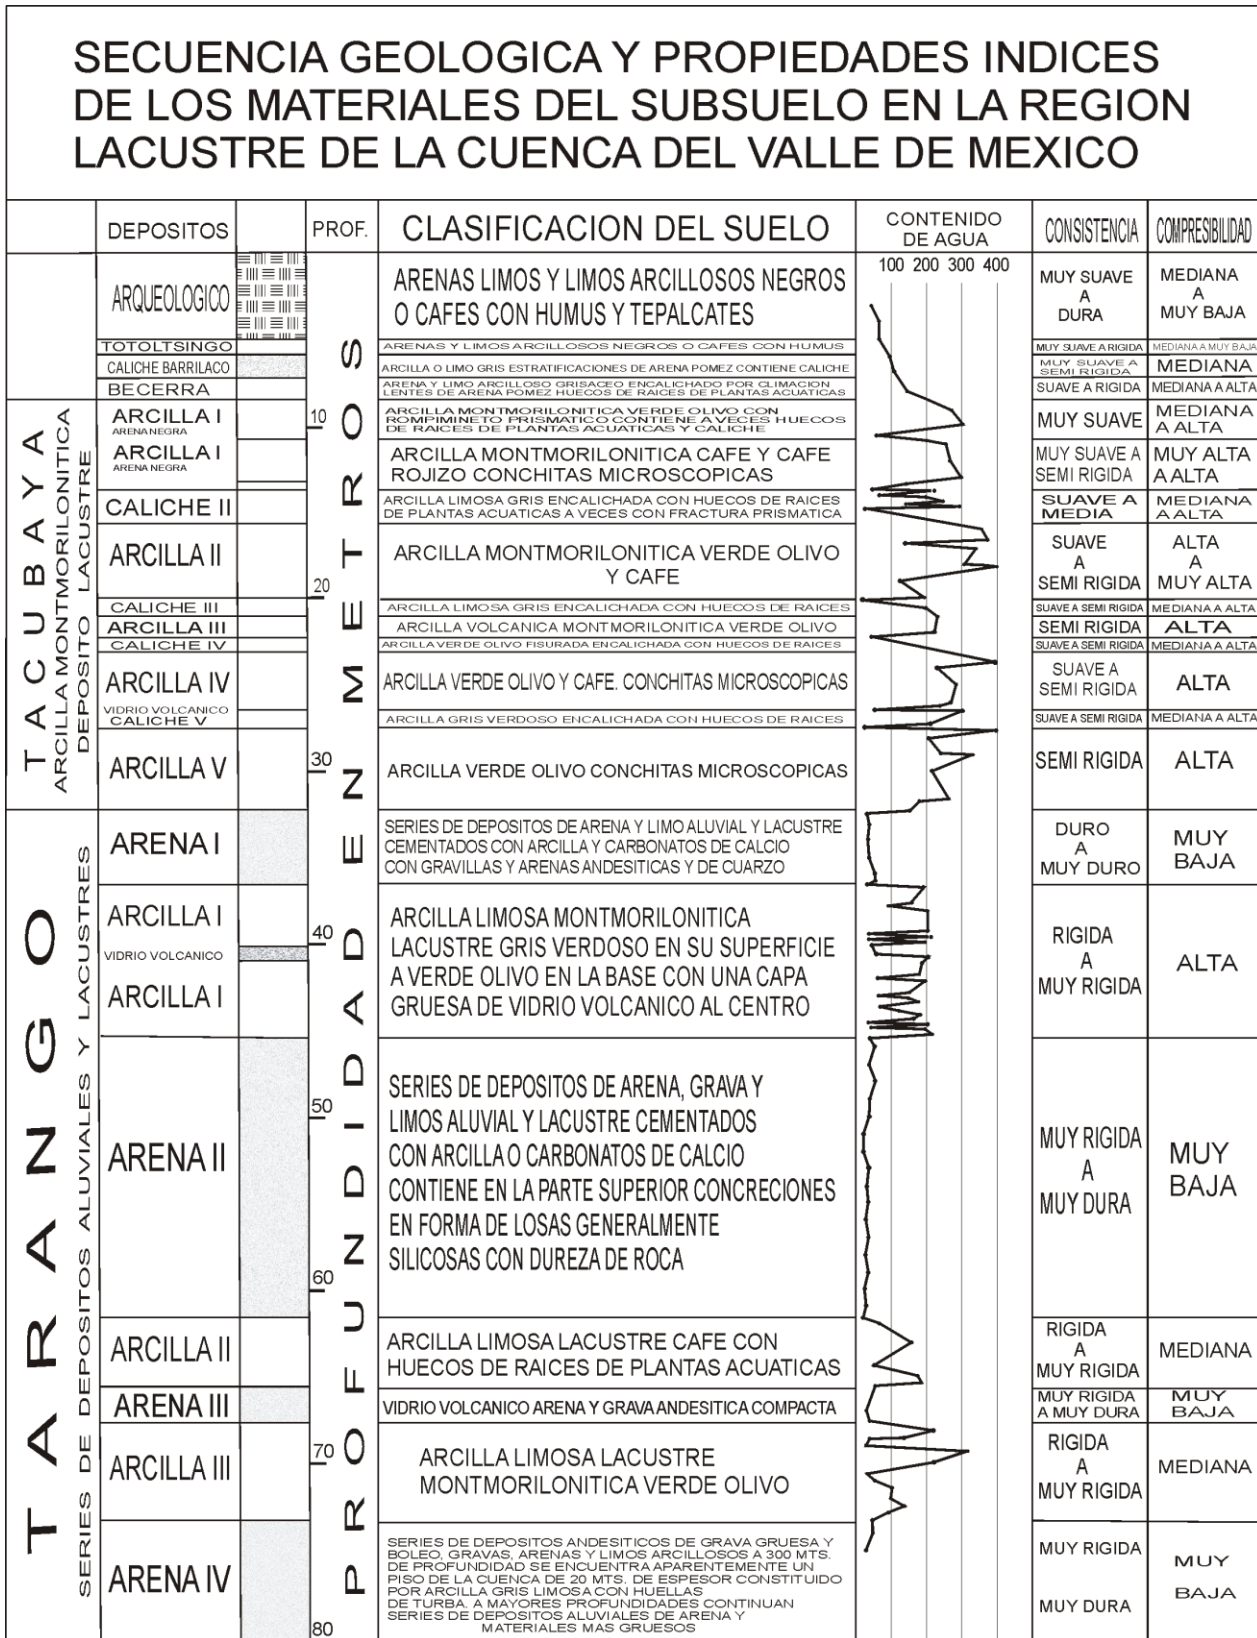 SECUENCIA GEOLOGICA Y PROPIEDADES INDICES
DE LOS MATERIALES DEL SUBSUELO EN LA REGION
LACUSTRE DE LA CUENCA DEL VALLE DE MEXICO
DEPOSITOS
PROF.
CLASIFICACION DEL SUELO
CONTENIDO
DE AGUA
CONSISTENCIA
COMPRESIBILIDAD
100 200 300 400
PROFUNDIDAD EN METROS
ARQUEOLOGICO
ARENAS LIMOS Y LIMOS ARCILLOSOS NEGROS
O CAFES CON HUMUS Y TEPALCATES
MUY SUAVE
A
DURA
MEDIANA
A
MUY BAJA
TOTOLTSINGO
ARENAS Y LIMOS ARCILLOSOS NEGROS O CAFES CON HUMUS
MUY SUAVE A RIGIDA
MEDIANA A MUY BAJA
CALICHE BARRILACO
ARCILLA O LIMO GRIS ESTRATIFICACIONES DE ARENA POMEZ CONTIENE CALICHE
MUY SUAVE A
SEMI RIGIDA
MEDIANA
BECERRA
ARENA Y LIMO ARCILLOSO GRISACEO ENCALICHADO POR CLIMACION
LENTES DE ARENA POMEZ HUECOS DE RAICES DE PLANTAS ACUATICAS
SUAVE A RIGIDA
MEDIANA A ALTA
TACUBAYA
ARCILLA MONTMORILONITICA
DEPOSITO LACUSTRE
ARCILLA I
ARENA NEGRA
10
ARCILLA MONTMORILONITICA VERDE OLIVO CON
ROMPIMINETO PRISMATICO CONTIENE A VECES HUECOS
DE RAICES DE PLANTAS ACUATICAS Y CALICHE
MUY SUAVE
MEDIANA
A ALTA
ARCILLA I
ARENA NEGRA
ARCILLA MONTMORILONITICA CAFE Y CAFE
ROJIZO CONCHITAS MICROSCOPICAS
MUY SUAVE A
SEMI RIGIDA
MUY ALTA
A ALTA
CALICHE II
ARCILLA LIMOSA GRIS ENCALICHADA CON HUECOS DE RAICES
DE PLANTAS ACUATICAS A VECES CON FRACTURA PRISMATICA
SUAVE A
MEDIA
MEDIANA
A ALTA
ARCILLA II
20
ARCILLA MONTMORILONITICA VERDE OLIVO
Y CAFE
SUAVE
A
SEMI RIGIDA
ALTA
A
MUY ALTA
CALICHE III
ARCILLA LIMOSA GRIS ENCALICHADA CON HUECOS DE RAICES
SUAVE A SEMI RIGIDA
MEDIANA A ALTA
ARCILLA III
ARCILLA VOLCANICA MONTMORILONITICA VERDE OLIVO
SEMI RIGIDA
ALTA
CALICHE IV
ARCILLA VERDE OLIVO FISURADA ENCALICHADA CON HUECOS DE RAICES
SUAVE A SEMI RIGIDA
MEDIANA A ALTA
ARCILLA IV
ARCILLA VERDE OLIVO Y CAFE. CONCHITAS MICROSCOPICAS
SUAVE A
SEMI RIGIDA
ALTA
VIDRIO VOLCANICO
CALICHE V
ARCILLA GRIS VERDOSO ENCALICHADA CON HUECOS DE RAICES
SUAVE A SEMI RIGIDA
MEDIANA A ALTA
ARCILLA V
30
ARCILLA VERDE OLIVO CONCHITAS MICROSCOPICAS
SEMI RIGIDA
ALTA
TARANGO
SERIES DE DEPOSITOS ALUVIALES Y LACUSTRES
ARENA I
SERIES DE DEPOSITOS DE ARENA Y LIMO ALUVIAL Y LACUSTRE
CEMENTADOS CON ARCILLA Y CARBONATOS DE CALCIO
CON GRAVILLAS Y ARENAS ANDESITICAS Y DE CUARZO
DURO
A
MUY DURO
MUY
BAJA
ARCILLA I
40
VIDRIO VOLCANICO
ARCILLA I
ARCILLA LIMOSA MONTMORILONITICA
LACUSTRE GRIS VERDOSO EN SU SUPERFICIE
A VERDE OLIVO EN LA BASE CON UNA CAPA
GRUESA DE VIDRIO VOLCANICO AL CENTRO
RIGIDA
A
MUY RIGIDA
ALTA
ARENA II
50
60
SERIES DE DEPOSITOS DE ARENA, GRAVA Y
LIMOS ALUVIAL Y LACUSTRE CEMENTADOS
CON ARCILLA O CARBONATOS DE CALCIO
CONTIENE EN LA PARTE SUPERIOR CONCRECIONES
EN FORMA DE LOSAS GENERALMENTE
SILICOSAS CON DUREZA DE ROCA
MUY RIGIDA
A
MUY DURA
MUY
BAJA
ARCILLA II
ARCILLA LIMOSA LACUSTRE CAFE CON
HUECOS DE RAICES DE PLANTAS ACUATICAS
RIGIDA
A
MUY RIGIDA
MEDIANA
ARENA III
VIDRIO VOLCANICO ARENA Y GRAVA ANDESITICA COMPACTA
MUY RIGIDA
A MUY DURA
MUY
BAJA
ARCILLA III
70
ARCILLA LIMOSA LACUSTRE
MONTMORILONITICA VERDE OLIVO
RIGIDA
A
MUY RIGIDA
MEDIANA
ARENA IV
80
SERIES DE DEPOSITOS ANDESITICOS DE GRAVA GRUESA Y
BOLEO, GRAVAS, ARENAS Y LIMOS ARCILLOSOS A 300 MTS.
DE PROFUNDIDAD SE ENCUENTRA APARENTEMENTE UN
PISO DE LA CUENCA DE 20 MTS. DE ESPESOR CONSTITUIDO
POR ARCILLA GRIS LIMOSA CON HUELLAS
DE TURBA. A MAYORES PROFUNDIDADES CONTINUAN
SERIES DE DEPOSITOS ALUVIALES DE ARENA Y
MATERIALES MAS GRUESOS
MUY RIGIDA
MUY DURA
MUY
BAJA